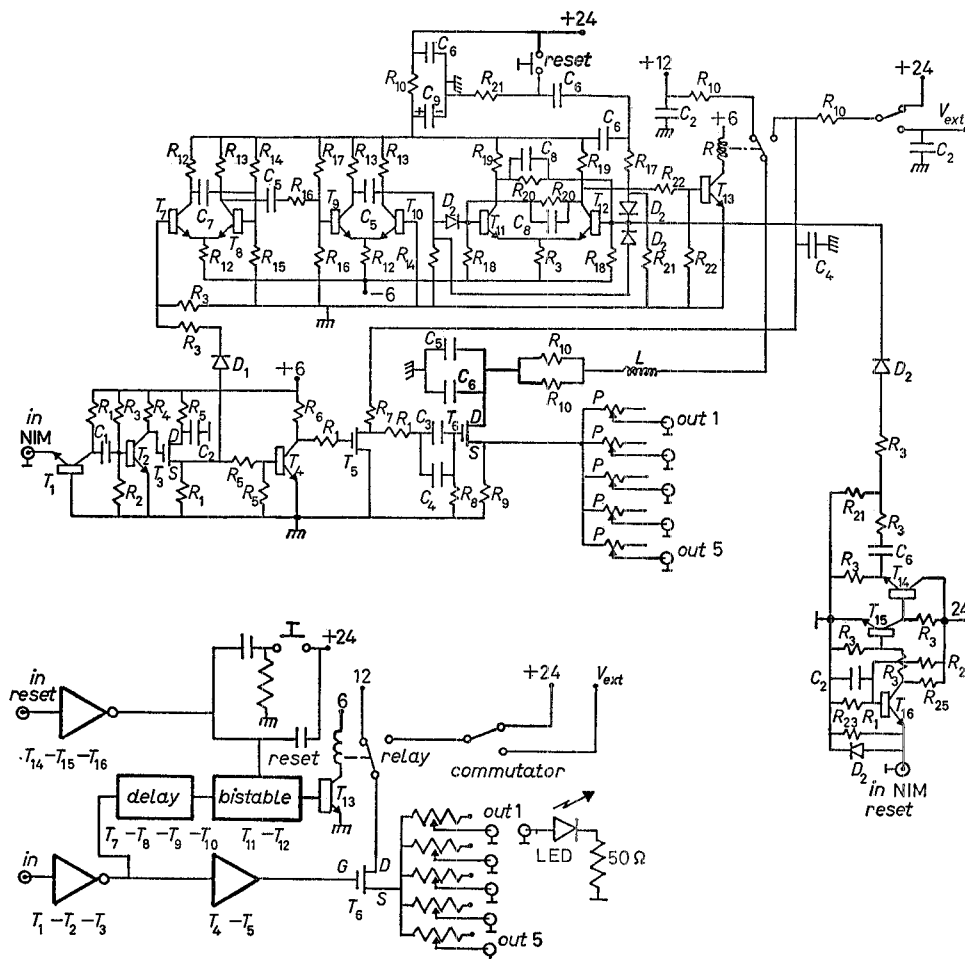 +24
C6
reset
R10
C9
+ -
R21
C6
+12
R10
C2
+24
R10
Vext
C2
+6
R
C6
R12 R13 R14
R17 R13 R13
R19 C8 R19 R17
C5 R16
R20 R20
R22
T13
T7 C7 T8
T9 C5 T10
D2 T11 C8 T12 D2
D2
R12 R15
R16 R12 R14
R18 R3 R18
R21 R22
C4
-6
R3
R3
D1
C5
C6
R10
R10
L
D2
+6
in
NIM
R1 R3 R4 R5
C1
T1
T2
T3
D
S
C2
R2
R1
R5
R5
T4
R6
R1
T5
R7
R1
C3
C4
T6
D
S
R8
R9
P
out 1
P
P
P
P
out 5
R3
R21
R3
C6
R3
T14
T15
24
R3
R3
C2
R3
R2
R25
R23
R1
T16
D2
in NIM
reset
+24
in
reset
12
6
+24
Vext
reset
relay
commutator
T14-T15-T16
delay
bistable
T13
T7-T8-T9-T10
T11-T12
in
T1-T2-T3
T4-T5
G
D
T6
S
out 1
LED
50 Ω
out 5